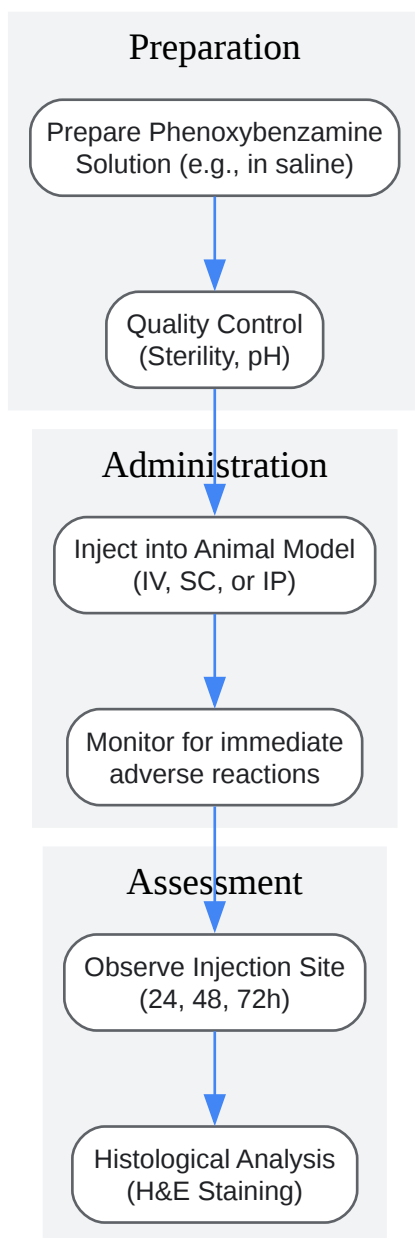 Preparation
Prepare Phenoxybenzamine
Solution (e.g., in saline)
Quality Control
(Sterility, pH)
Administration
Inject into Animal Model
(IV, SC, or IP)
Monitor for immediate
adverse reactions
Assessment
Observe Injection Site
(24, 48, 72h)
Histological Analysis
(H&E Staining)